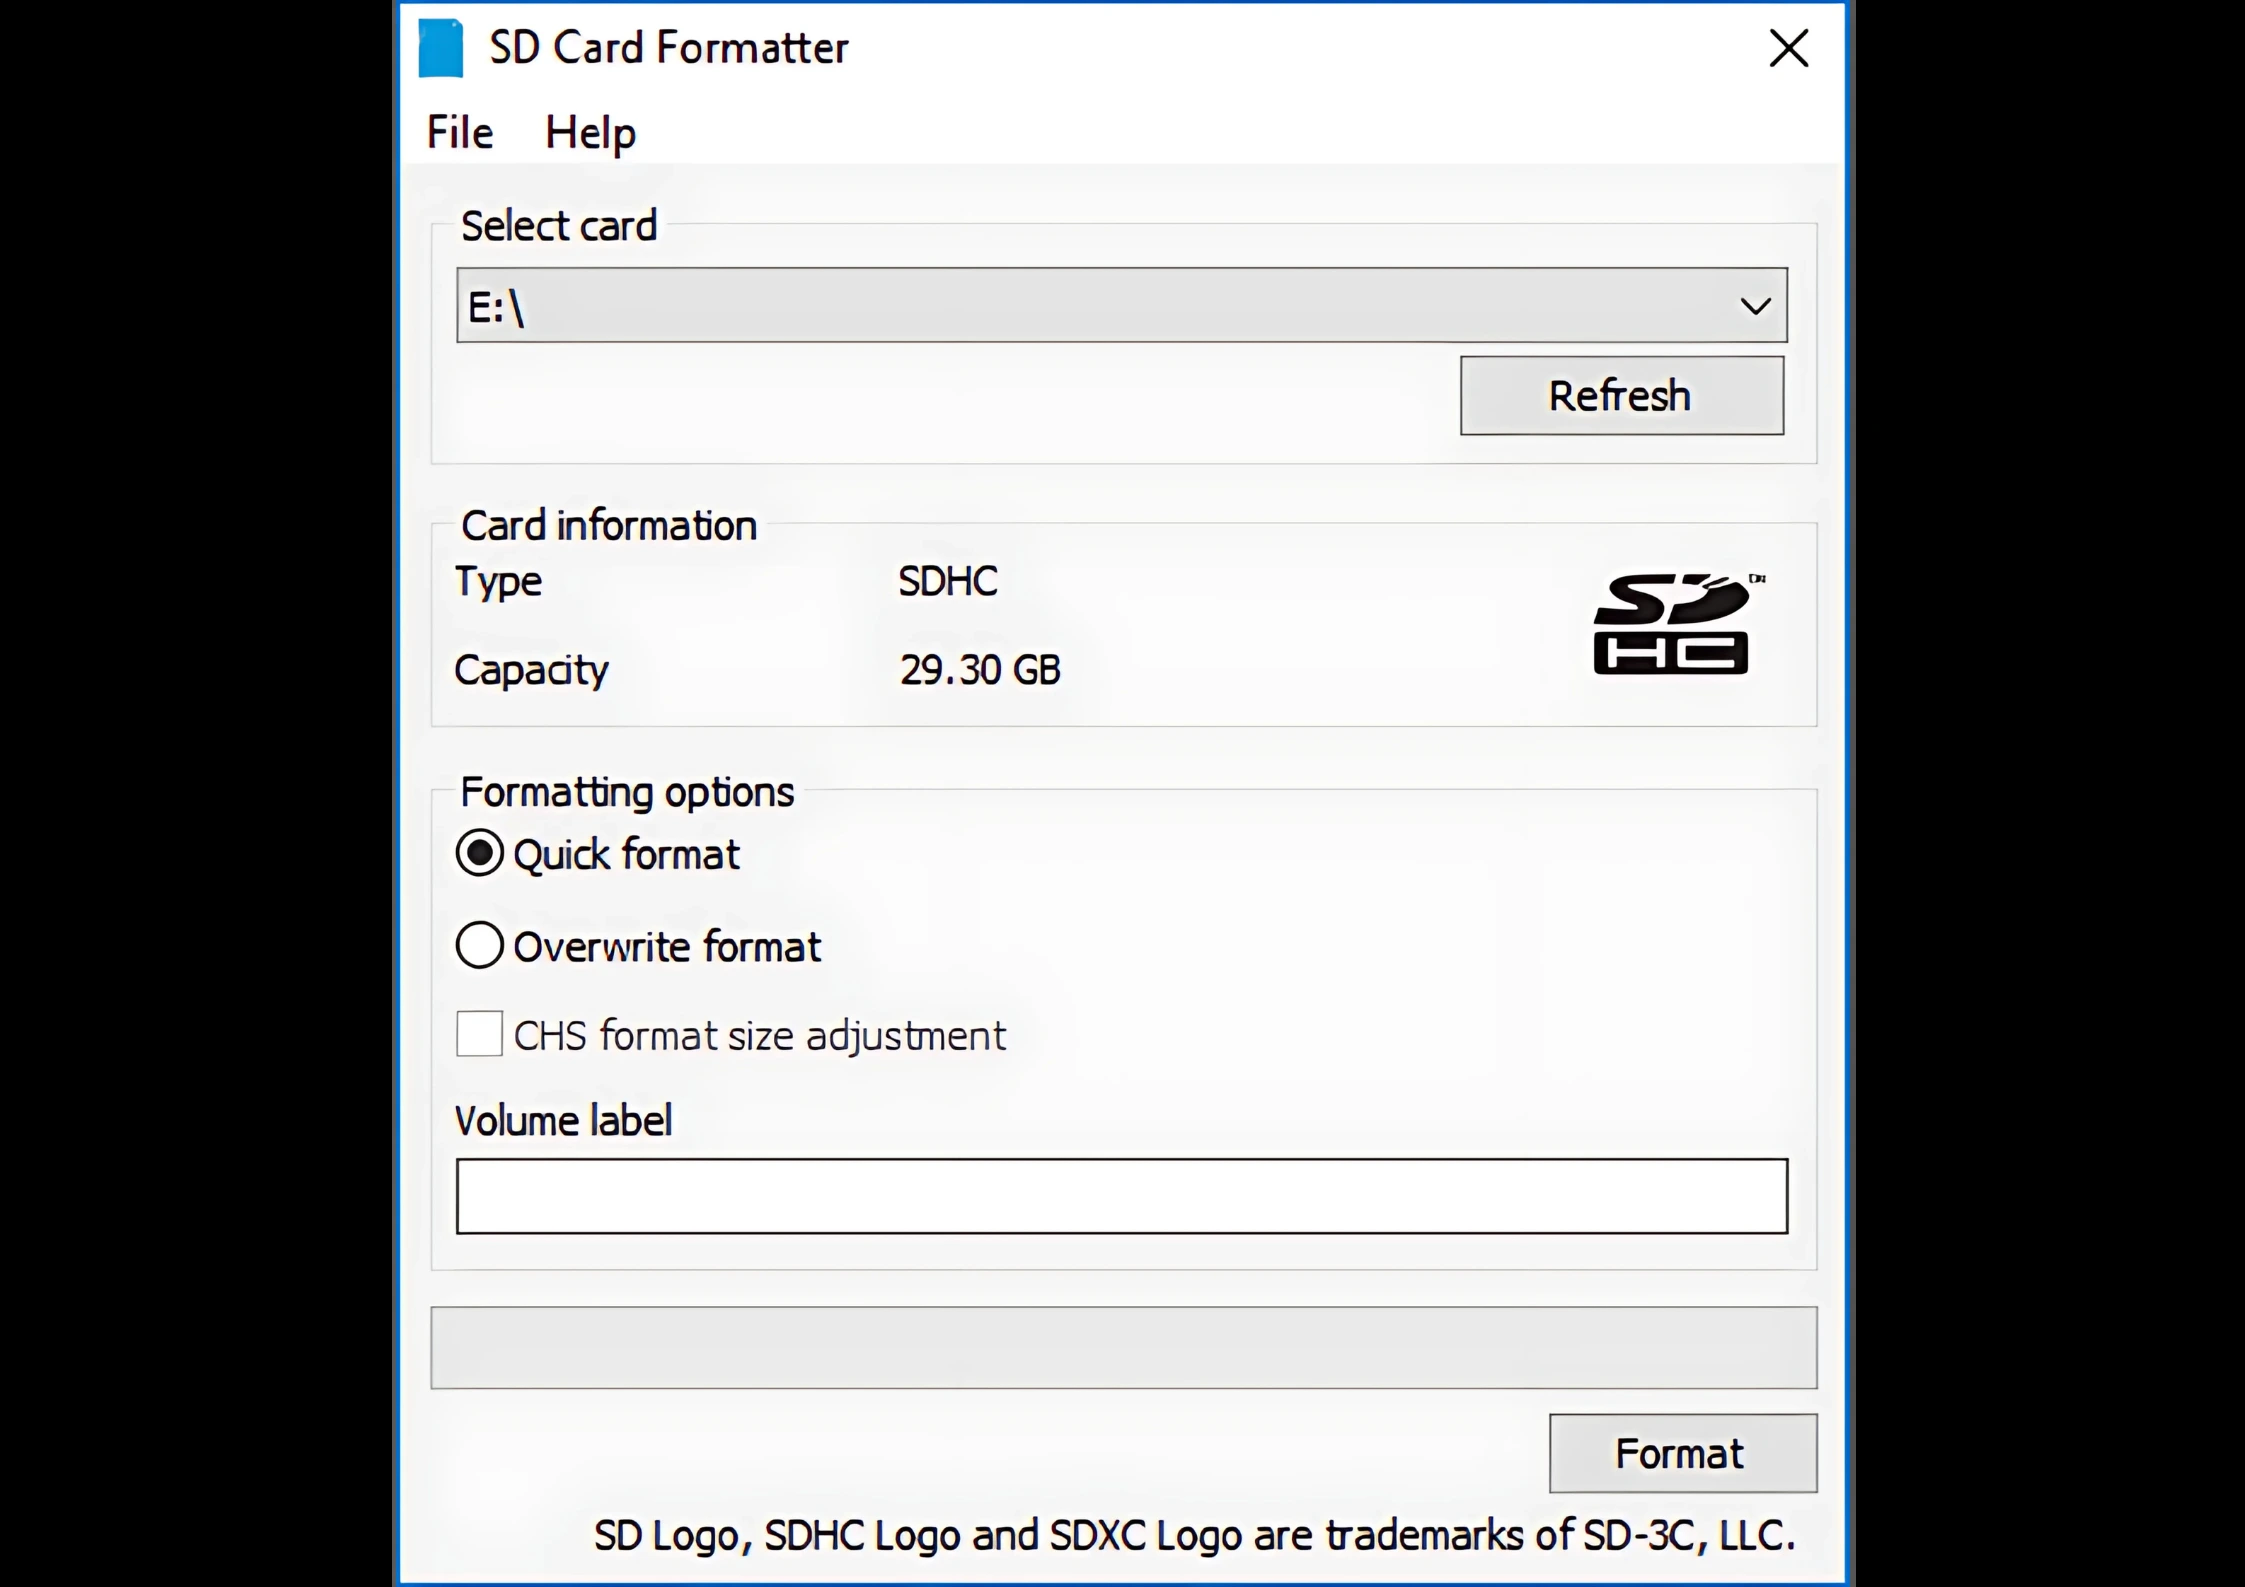 SD Card Formatter
File Help
Select card
E:\
Refresh
Card information
Type SDHC
SD HC
Capacity 29.30 GB
Formatting options
Quick format
Overwrite format
CHS format size adjustment
Volume label
Format
SD Logo, SDHC Logo and SDXC Logo are trademarks of SD-3C, LLC.